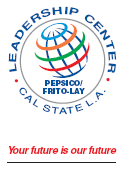 LEADERSHIP CENTER
PEPSICO/
FRITO-LAY
CAL STATE L.A.
Your future is our future